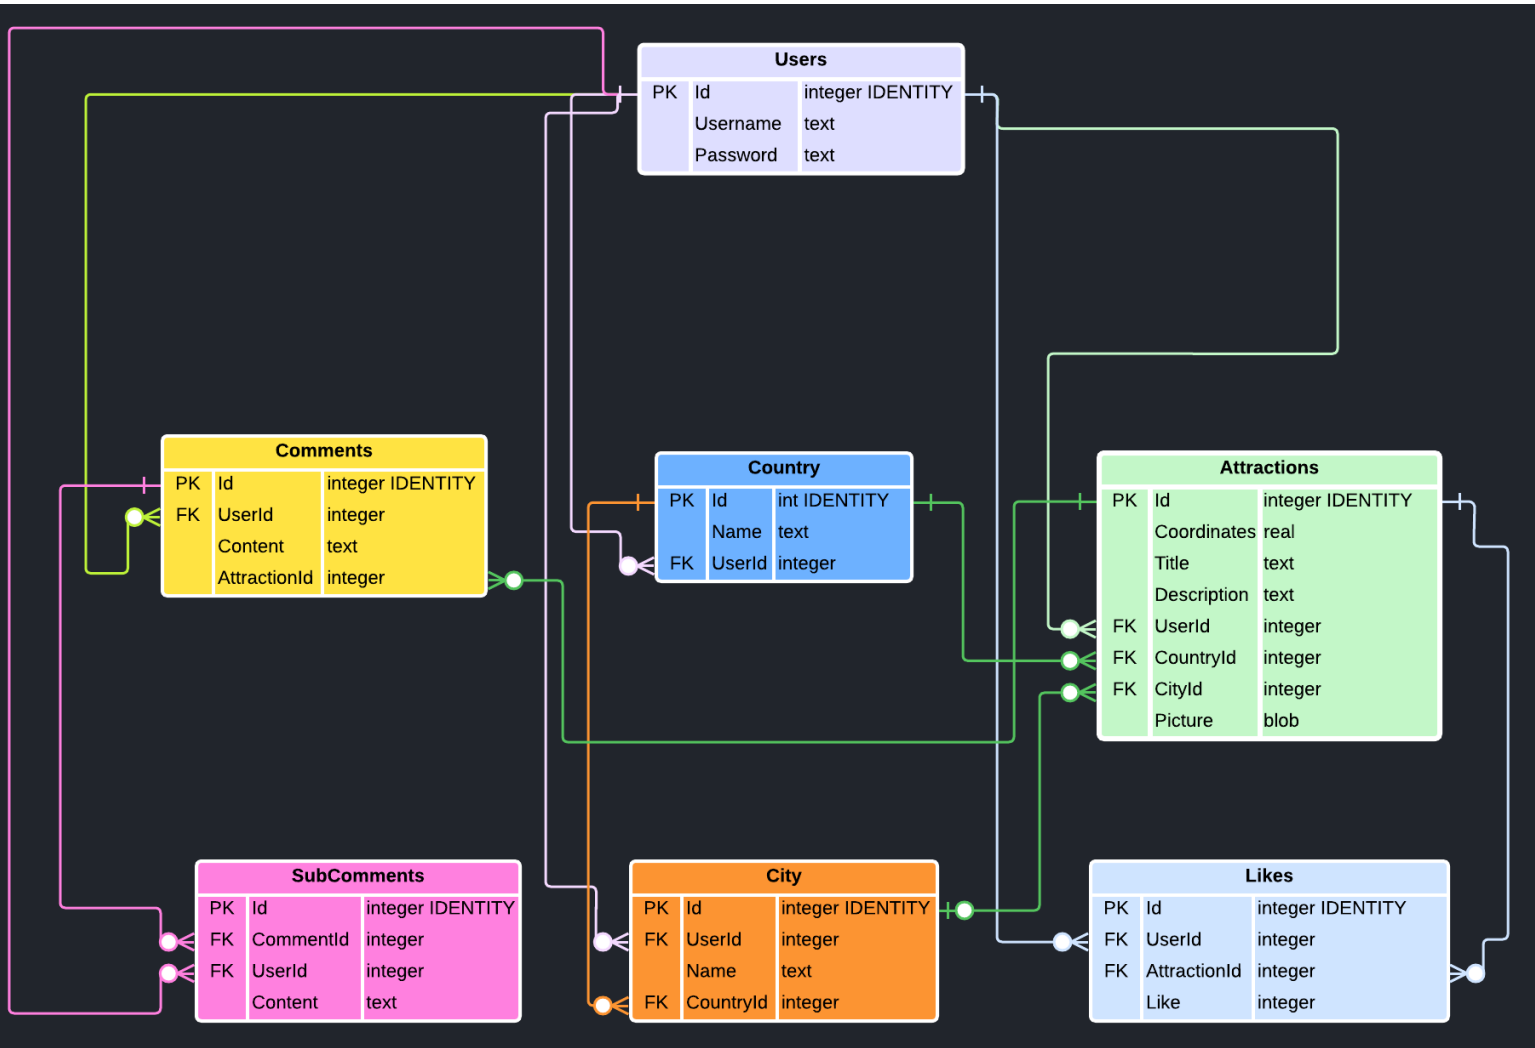 Users
PK Id integer IDENTITY
Username text
Password text
Comments
PK Id integer IDENTITY
FK UserId integer
Content text
AttractionId integer
Country
PK Id int IDENTITY
Name text
FK UserId integer
Attractions
PK Id integer IDENTITY
Coordinates real
Title text
Description text
FK UserId integer
FK CountryId integer
FK CityId integer
Picture blob
SubComments
PK Id integer IDENTITY
FK CommentId integer
FK UserId integer
Content text
City
PK Id integer IDENTITY
FK UserId integer
Name text
FK CountryId integer
Likes
PK Id integer IDENTITY
FK UserId integer
FK AttractionId integer
Like integer